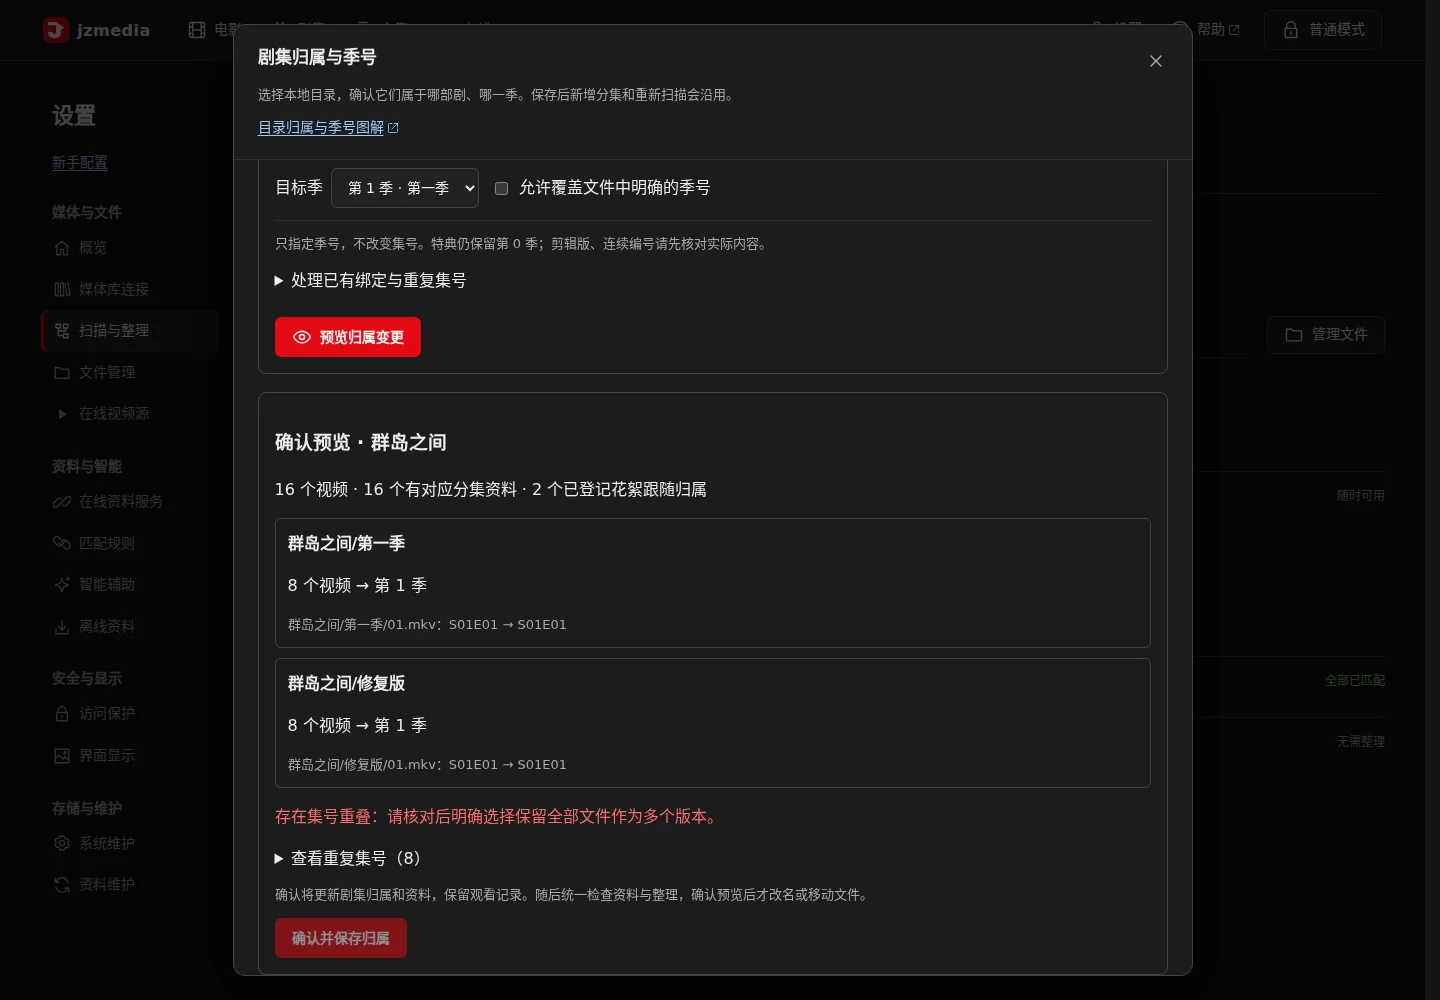 jzmedia
帮助
普通模式
设置
新手配置
媒体与文件
概览
媒体库连接
扫描与整理
文件管理
在线视频源
资料与智能
在线资料服务
匹配规则
智能辅助
离线资料
安全与显示
访问保护
界面显示
存储与维护
系统维护
资料维护
剧集归属与季号
选择本地目录，确认它们属于哪部剧、哪一季。保存后新增分集和重新扫描会沿用。
目录归属与季号图解
目标季 第 1 季 · 第一季 允许覆盖文件中明确的季号
只指定季号，不改变集号。特典仍保留第 0 季；剪辑版、连续编号请先核对实际内容。
处理已有绑定与重复集号
预览归属变更
确认预览 · 群岛之间
16 个视频 · 16 个有对应分集资料 · 2 个已登记花絮跟随归属
群岛之间/第一季
8 个视频 → 第 1 季
群岛之间/第一季/01.mkv：S01E01 → S01E01
群岛之间/修复版
8 个视频 → 第 1 季
群岛之间/修复版/01.mkv：S01E01 → S01E01
存在集号重叠：请核对后明确选择保留全部文件作为多个版本。
查看重复集号（8）
确认将更新剧集归属和资料，保留观看记录。随后统一检查资料与整理，确认预览后才改名或移动文件。
确认并保存归属
管理文件
随时可用
全部已匹配
无需整理